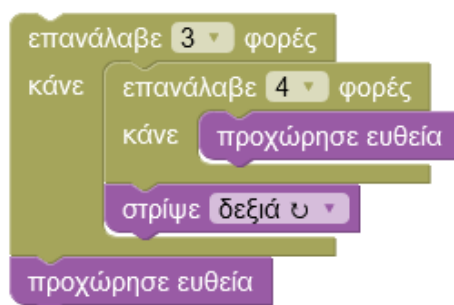 επανάλαβε 3 φορές
κάνε επανάλαβε 4 φορές
κάνε προχώρησε ευθεία
στρίψε δεξιά ↻
προχώρησε ευθεία